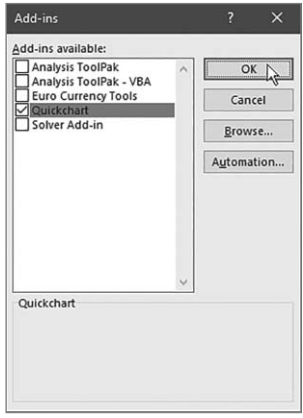 Add-ins ? ×
Add-ins available:
Analysis ToolPak
Analysis ToolPak - VBA
Euro Currency Tools
Quickchart
Solver Add-in
OK
Cancel
Browse...
Automation...
Quickchart